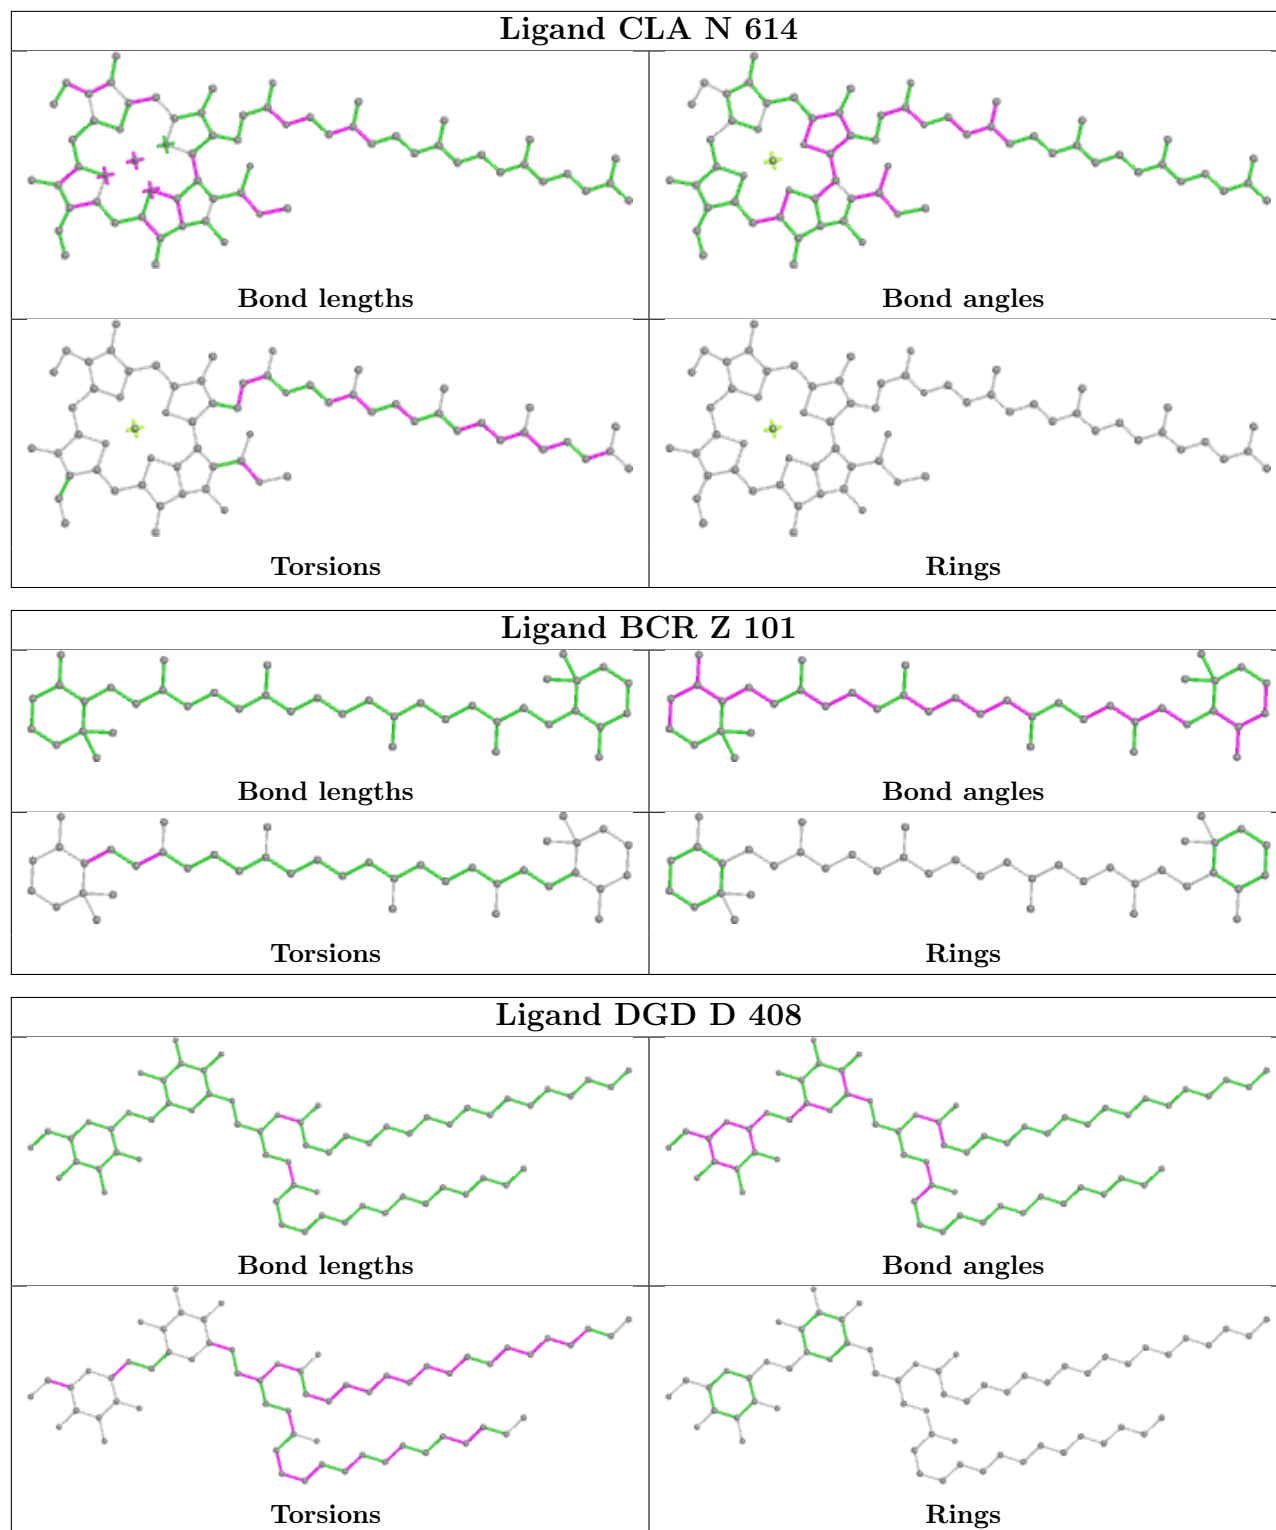 Ligand CLA N 614
Bond lengths
Bond angles
Torsions
Rings
Ligand BCR Z 101
Bond lengths
Bond angles
Torsions
Rings
Ligand DGD D 408
Bond lengths
Bond angles
Torsions
Rings